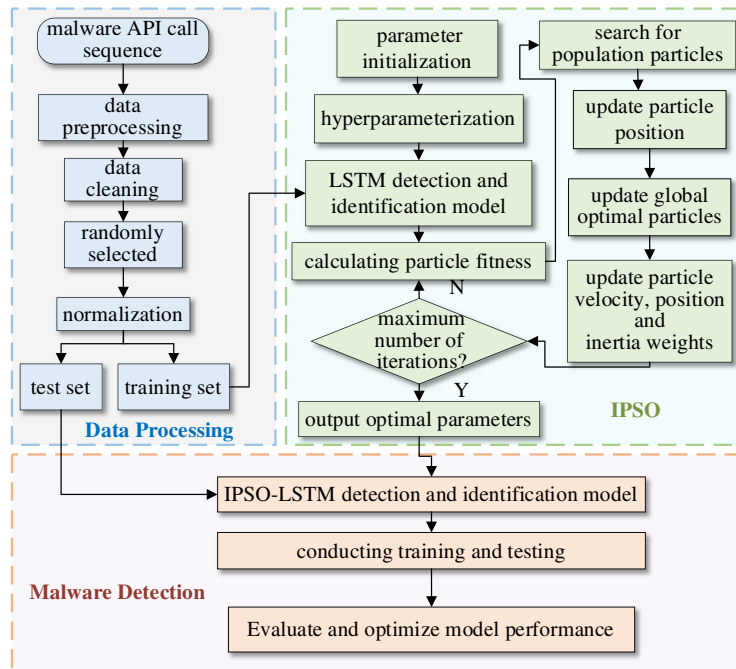 malware API call
sequence
data
preprocessing
data
cleaning
randomly
selected
normalization
test set
training set
Data Processing
parameter
initialization
hyperparameterization
LSTM detection and
identification model
calculating particle fitness
N
maximum
number of
iterations?
Y
output optimal parameters
search for
population particles
update particle
position
update global
optimal particles
update particle
velocity, position
and
inertia weights
IPSO
IPSO-LSTM detection and identification model
conducting training and testing
Malware Detection
Evaluate and optimize model performance